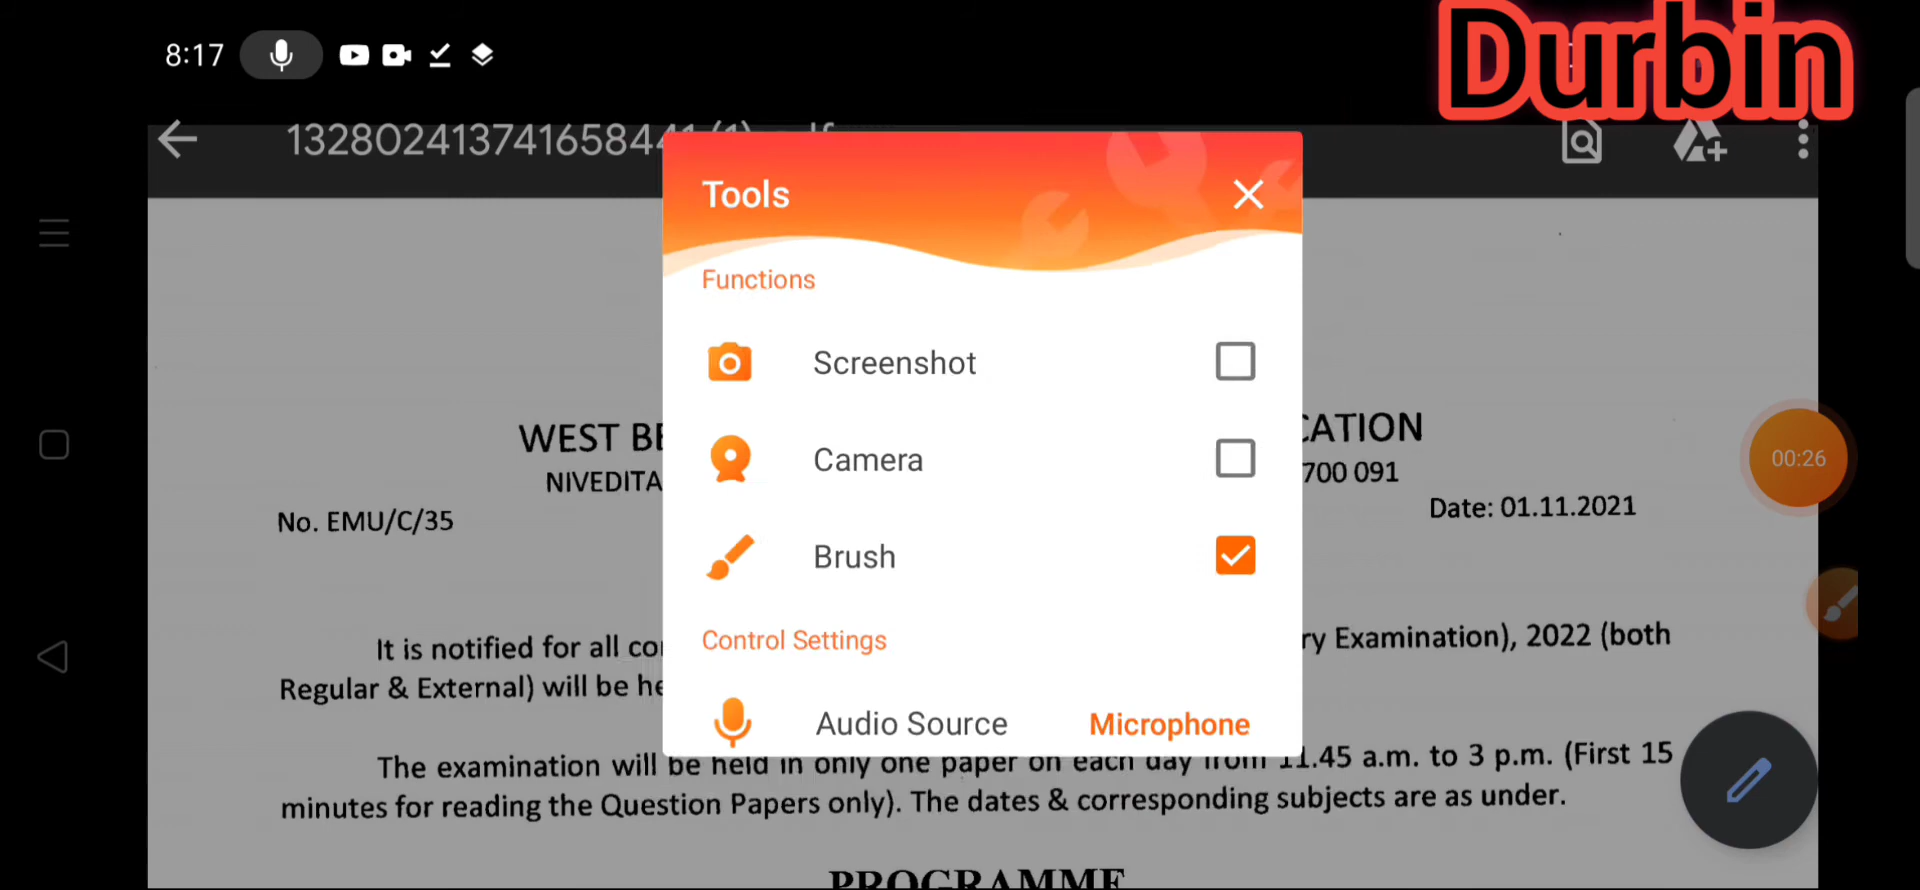 Durbin
8:17
132802413741658441 (1).pdf
Tools
Functions
Screenshot
Camera
Brush
Control Settings
Audio Source Microphone
WEST BE CATION
NIVEDITA 700 091
No. EMU/C/35 Date: 01.11.2021
00:26
It is notified for all co ry Examination), 2022 (both
Regular & External) will be he
The examination will be held in only one paper on each day from 11.45 a.m. to 3 p.m. (First 15
minutes for reading the Question Papers only). The dates & corresponding subjects are as under.
PROGRAMME